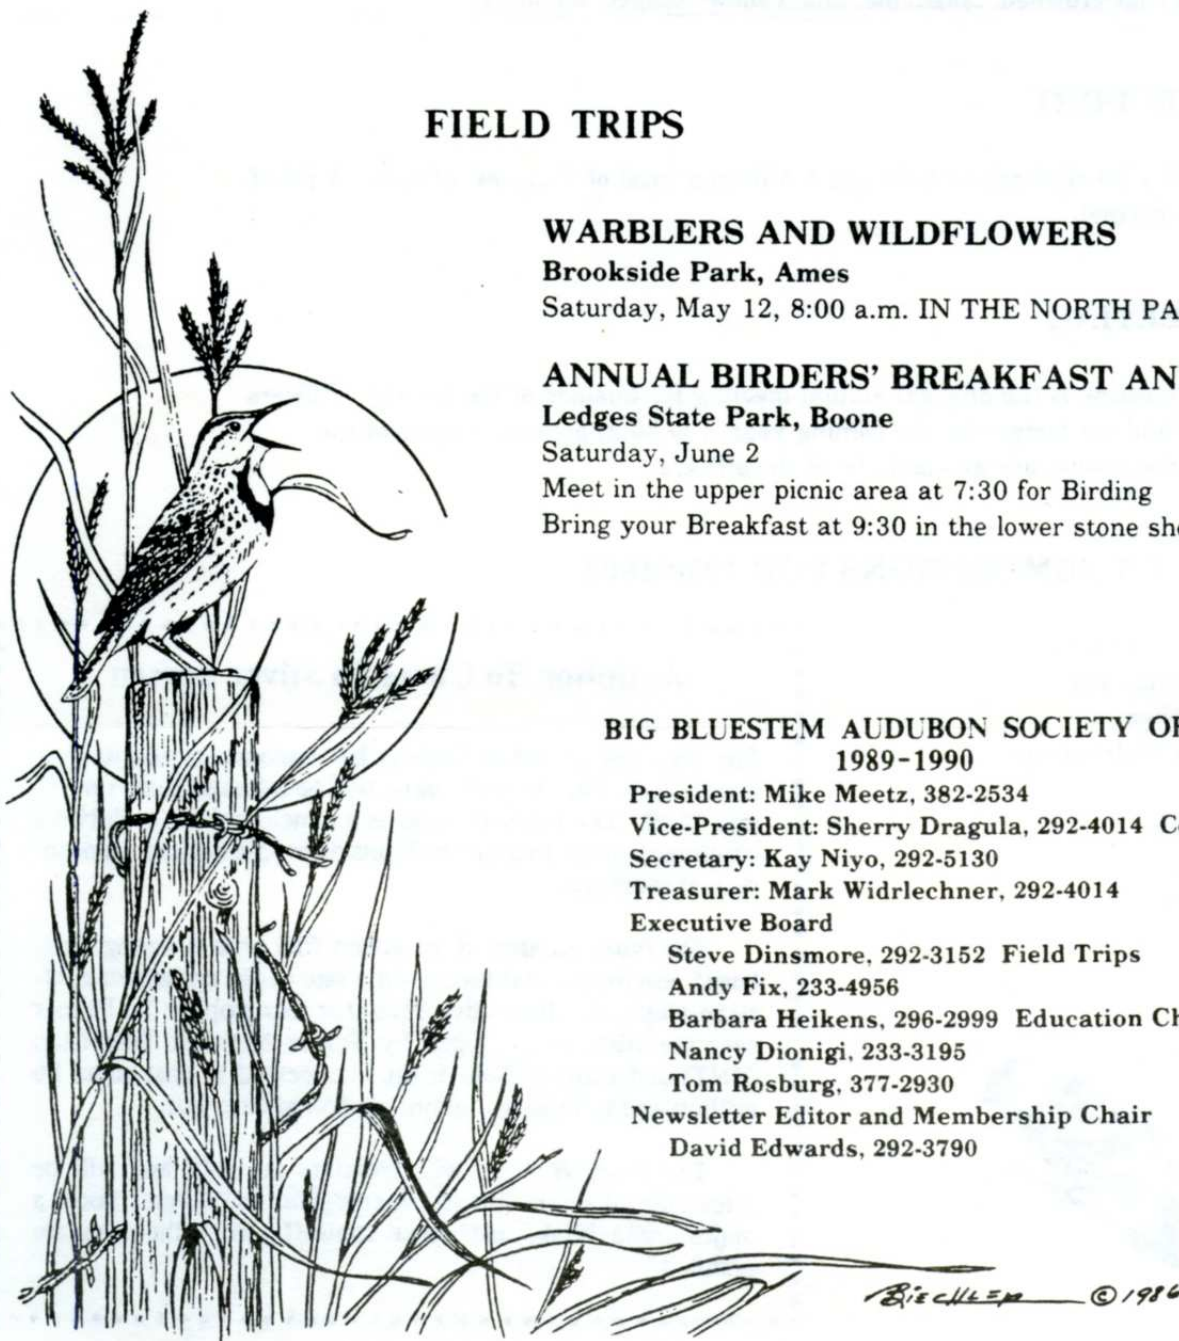 FIELD TRIPS
WARBLERS AND WILDFLOWERS
Brookside Park, Ames
Saturday, May 12, 8:00 a.m. IN THE NORTH PA
ANNUAL BIRDERS' BREAKFAST AN
Ledges State Park, Boone
Saturday, June 2
Meet in the upper picnic area at 7:30 for Birding
Bring your Breakfast at 9:30 in the lower stone she
BIG BLUESTEM AUDUBON SOCIETY OF
1989-1990
President: Mike Meetz, 382-2534
Vice-President: Sherry Dragula, 292-4014 C
Secretary: Kay Niyo, 292-5130
Treasurer: Mark Widrlechner, 292-4014
Executive Board
Steve Dinsmore, 292-3152 Field Trips
Andy Fix, 233-4956
Barbara Heikens, 296-2999 Education Ch
Nancy Dionigi, 233-3195
Tom Rosburg, 377-2930
Newsletter Editor and Membership Chair
David Edwards, 292-3790
BIECHLER © 1986